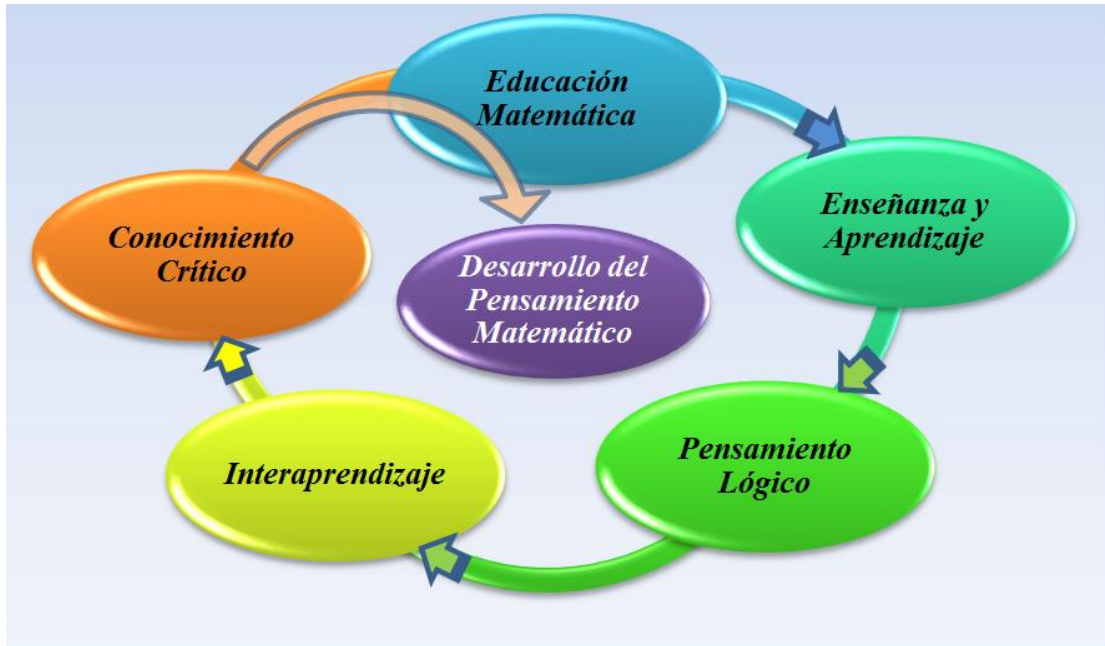 Educación
Matemática
Enseñanza y
Aprendizaje
Pensamiento
Lógico
Interaprendizaje
Conocimiento
Crítico
Desarrollo del
Pensamiento
Matemático